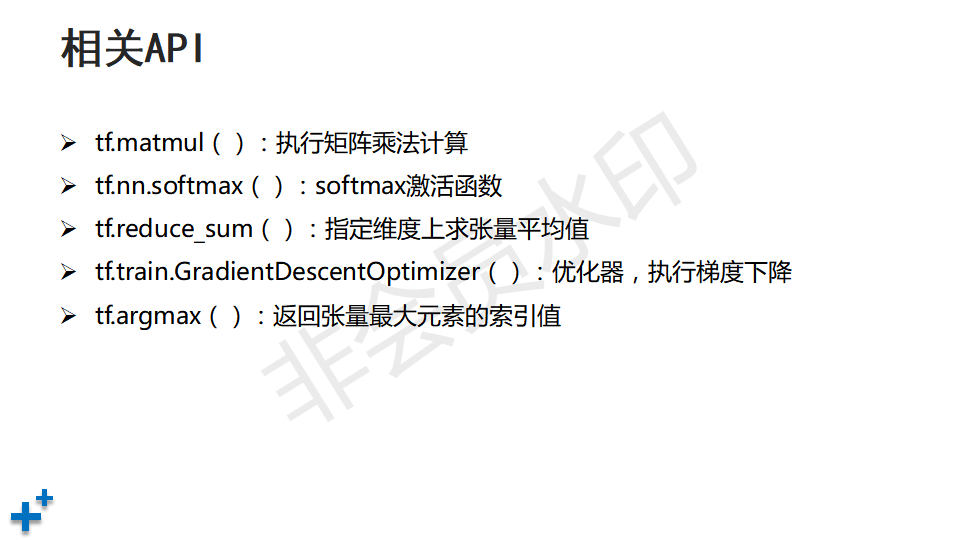 相关API
➢ tf.matmul（ ）：执行矩阵乘法计算
➢ tf.nn.softmax（ ）：softmax激活函数
➢ tf.reduce_sum（ ）：指定维度上求张量平均值
➢ tf.train.GradientDescentOptimizer（ ）：优化器，执行梯度下降
➢ tf.argmax（ ）：返回张量最大元素的索引值
非会员水印